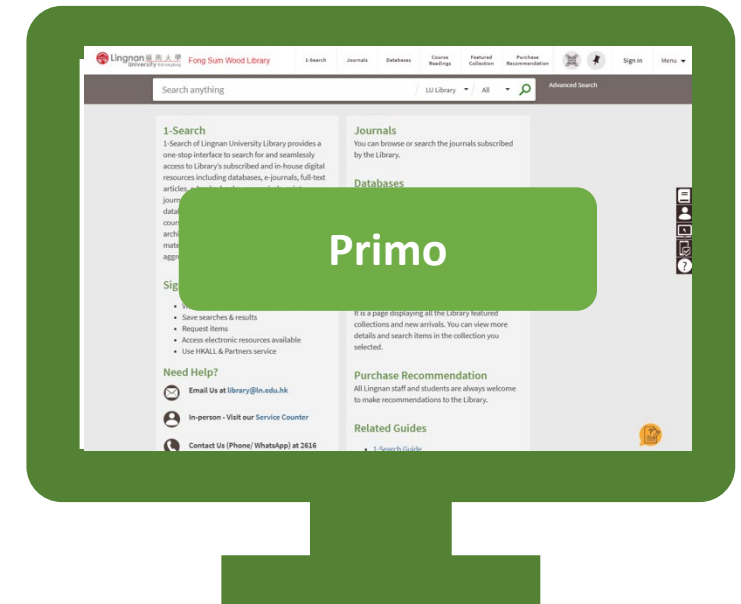 Lingnan 嶺南大學
University Hong Kong
Fong Sum Wood Library
1-Search
Journals
Databases
Course
Readings
Featured
Collection
Purchase
Recommendation
Sign in
Menu
Search anything
/ LU Library
/ All
Advanced Search
1-Search
1-Search of Lingnan University Library provides a
one-stop interface to search for and seamlessly
access to Library's subscribed and in-house digital
resources including databases, e-journals, full-text
Journals
You can browse or search the journals subscribed
by the Library.
Databases
Primo
Save searches & results
Request items
Access electronic resources available
Use HKALL & Partners service
It is a page displaying all the Library featured
collections and new arrivals. You can view more
details and search items in the collection you
selected.
Need Help?
Email Us at library@ln.edu.hk
In-person - Visit our Service Counter
Contact Us (Phone/ WhatsApp) at 2616
Purchase Recommendation
All Lingnan staff and students are always welcome
to make recommendations to the Library.
Related Guides
1-Search Guide